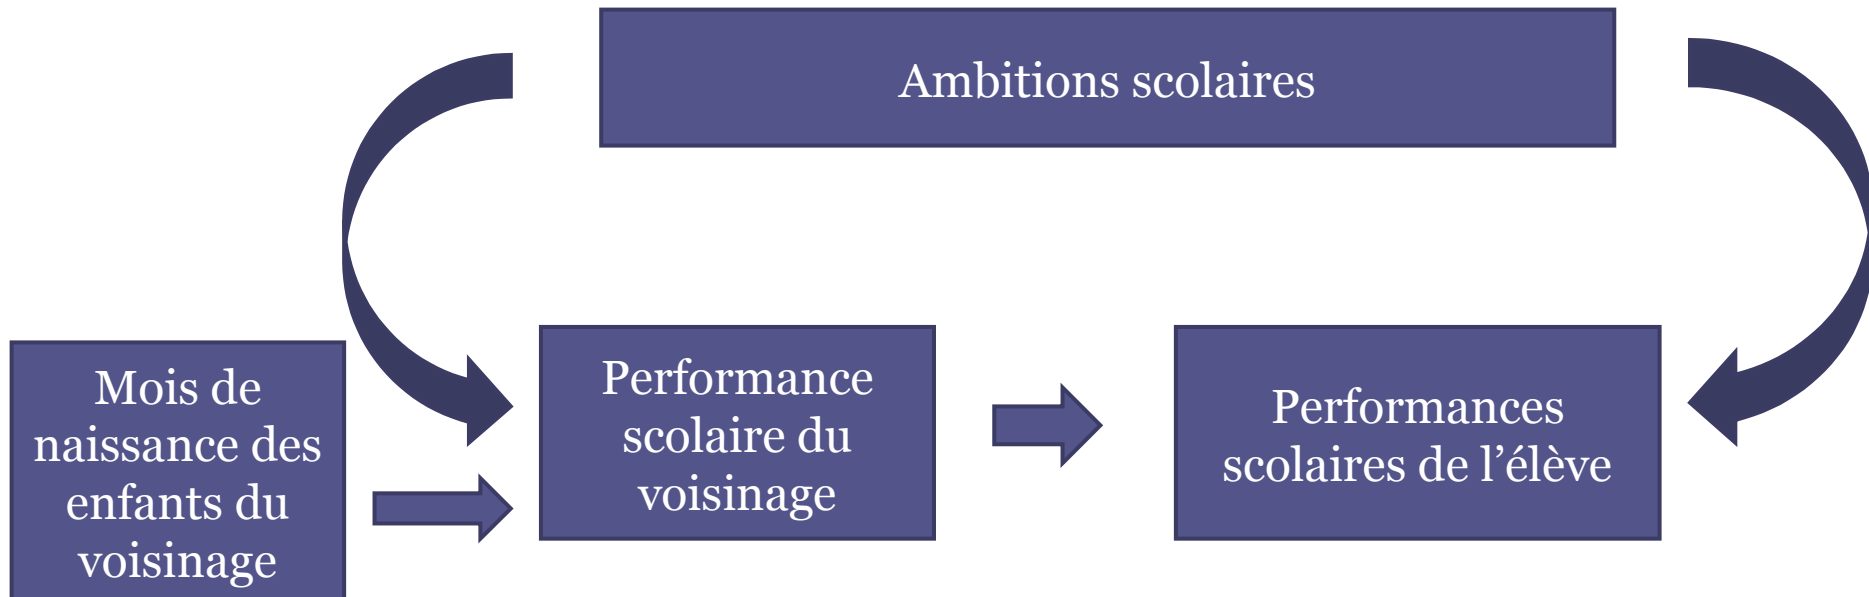 Ambitions scolaires
Mois de
naissance des
enfants du
voisinage
Performance
scolaire du
voisinage
Performances
scolaires de l’élève